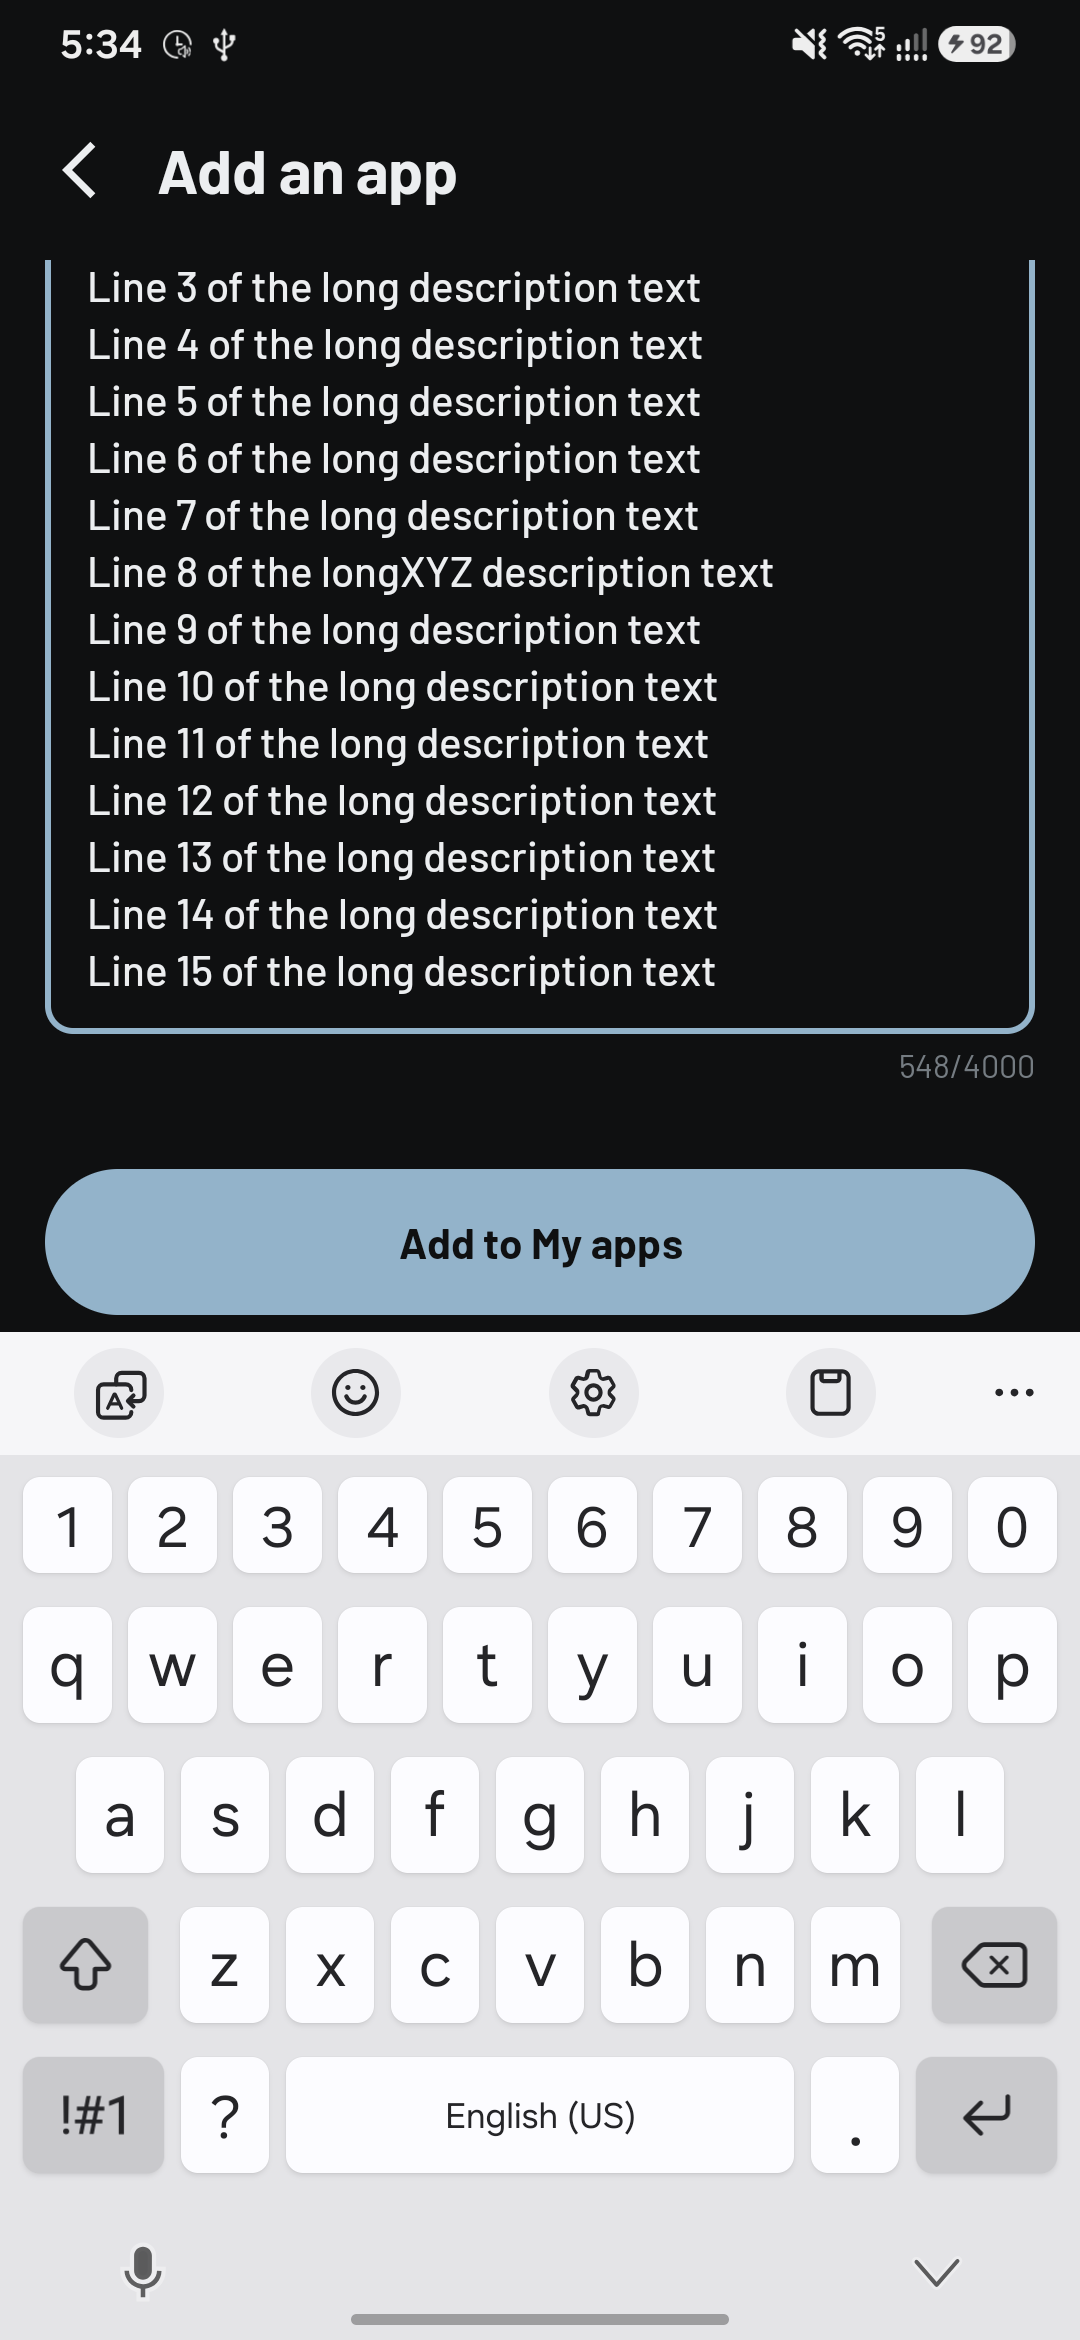 5:34
5
92
Add an app
Line 3 of the long description text
Line 4 of the long description text
Line 5 of the long description text
Line 6 of the long description text
Line 7 of the long description text
Line 8 of the longXYZ description text
Line 9 of the long description text
Line 10 of the long description text
Line 11 of the long description text
Line 12 of the long description text
Line 13 of the long description text
Line 14 of the long description text
Line 15 of the long description text
548/4000
Add to My apps
A
1 2 3 4 5 6 7 8 9 0
q w e r t y u i o p
a s d f g h j k l
z x c v b n m
!#1 ? English (US) .